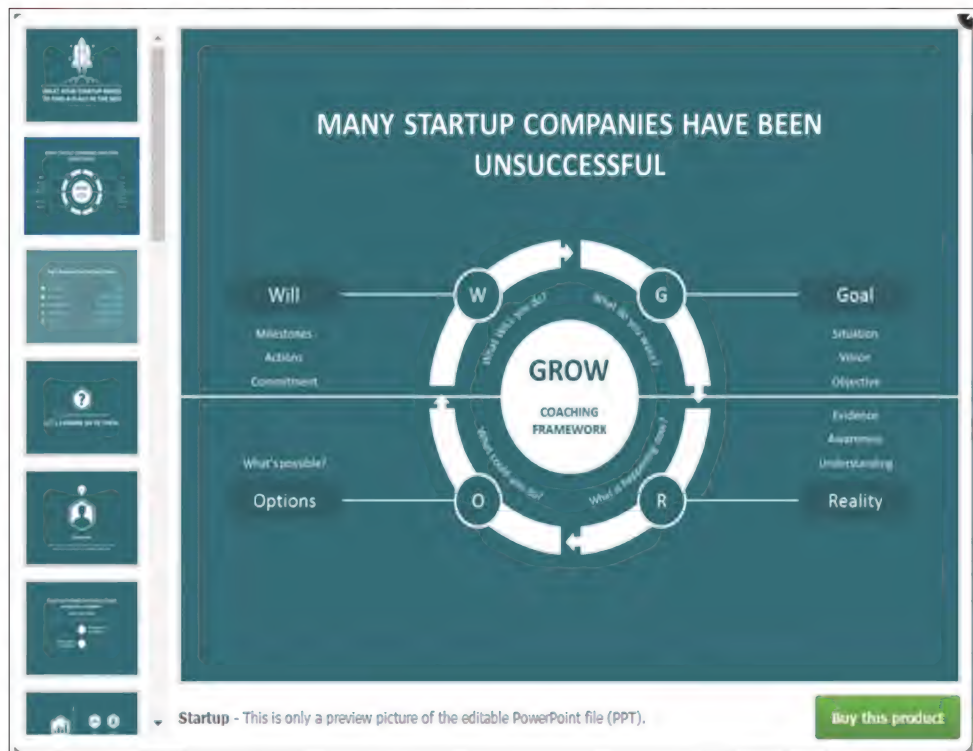 MANY STARTUP COMPANIES HAVE BEEN
UNSUCCESSFUL
Will
Milestones
Actions
Commitment
W
What Will you do?
What do you want?
G
Goal
Situation
Vision
Objective
GROW
COACHING
FRAMEWORK
What's possible?
Options
O
What could you do?
What is happening now?
R
Evidence
Awareness
Understanding
Reality
Startup - This is only a preview picture of the editable PowerPoint file (PPT).
Buy this product